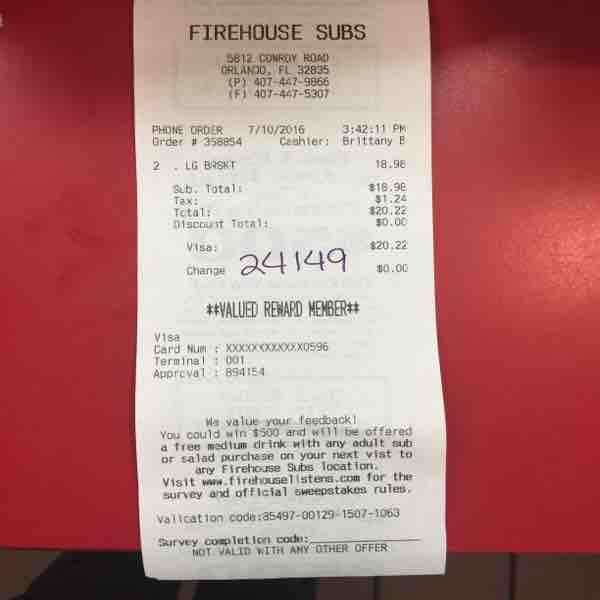 FIREHOUSE SUBS
5812 CONROY ROAD
ORLANDO, FL 32835
(P) 407-447-9866
(F) 407-447-5307
PHONE ORDER 7/10/2016 3:42:11 PM
Order # 358854 Cashier: Brittany B
2 . LG BRSKT 18.98
Sub. Total: $18.98
Tax: $1.24
Total: $20.22
Discount Total: $0.00
Visa: $20.22
Change 24149 $0.00
**VALUED REWARD MEMBER**
Visa
Card Num : XXXXXXXXXXXX0596
Terminal : 001
Approval : 894154
We value your feedback!
You could win $500 and will be offered
a free medium drink with any adult sub
or salad purchase on your next vist to
any Firehouse Subs location.
Visit www.firehouselistens.com for the
survey and official sweepstakes rules.
Validation code:85497-00129-1507-1063
Survey completion code:
NOT VALID WITH ANY OTHER OFFER